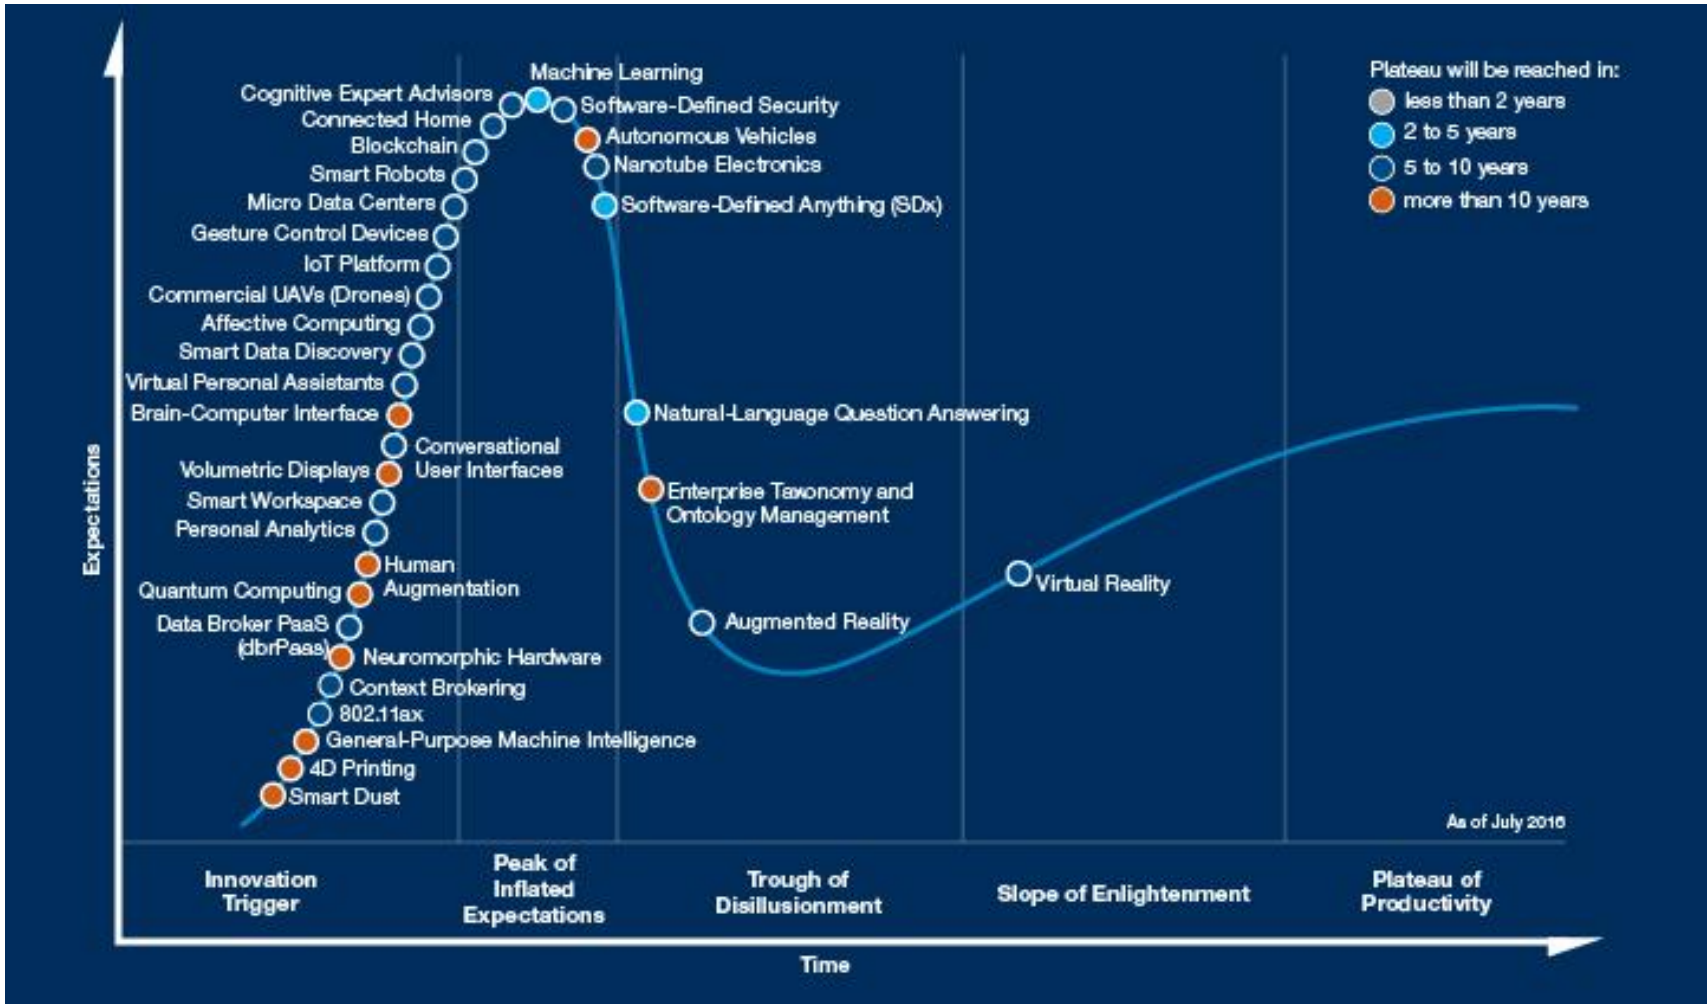 Machine Learning
Cognitive Expert Advisors
Software-Defined Security
Connected Home
Autonomous Vehicles
Blockchain
Nanotube Electronics
Smart Robots
Micro Data Centers
Software-Defined Anything (SDx)
Gesture Control Devices
IoT Platform
Commercial UAVs (Drones)
Affective Computing
Smart Data Discovery
Virtual Personal Assistants
Brain-Computer Interface
Natural-Language Question Answering
Conversational
User Interfaces
Volumetric Displays
Smart Workspace
Enterprise Taxonomy and
Ontology Management
Personal Analytics
Human
Augmentation
Quantum Computing
Virtual Reality
Data Broker PaaS
(dbrPaas)
Augmented Reality
Neuromorphic Hardware
Context Brokering
802.11ax
General-Purpose Machine Intelligence
4D Printing
Smart Dust
Plateau will be reached in:
less than 2 years
2 to 5 years
5 to 10 years
more than 10 years
As of July 2016
Expectations
Innovation
Trigger
Peak of
Inflated
Expectations
Trough of
Disillusionment
Slope of Enlightenment
Plateau of
Productivity
Time